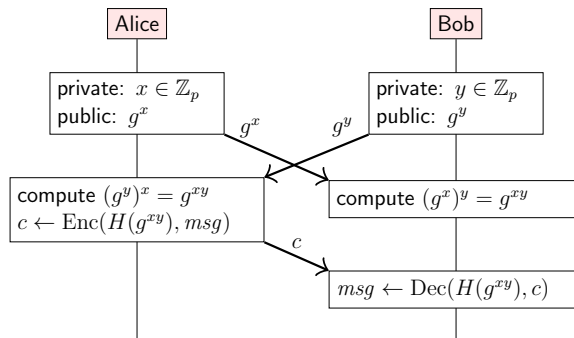 Alice
Bob
private: x ∈ ℤ_p
public: g^x
private: y ∈ ℤ_p
public: g^y
g^x
g^y
compute (g^y)^x = g^{xy}
c ← Enc(H(g^{xy}), msg)
compute (g^x)^y = g^{xy}
c
msg ← Dec(H(g^{xy}), c)